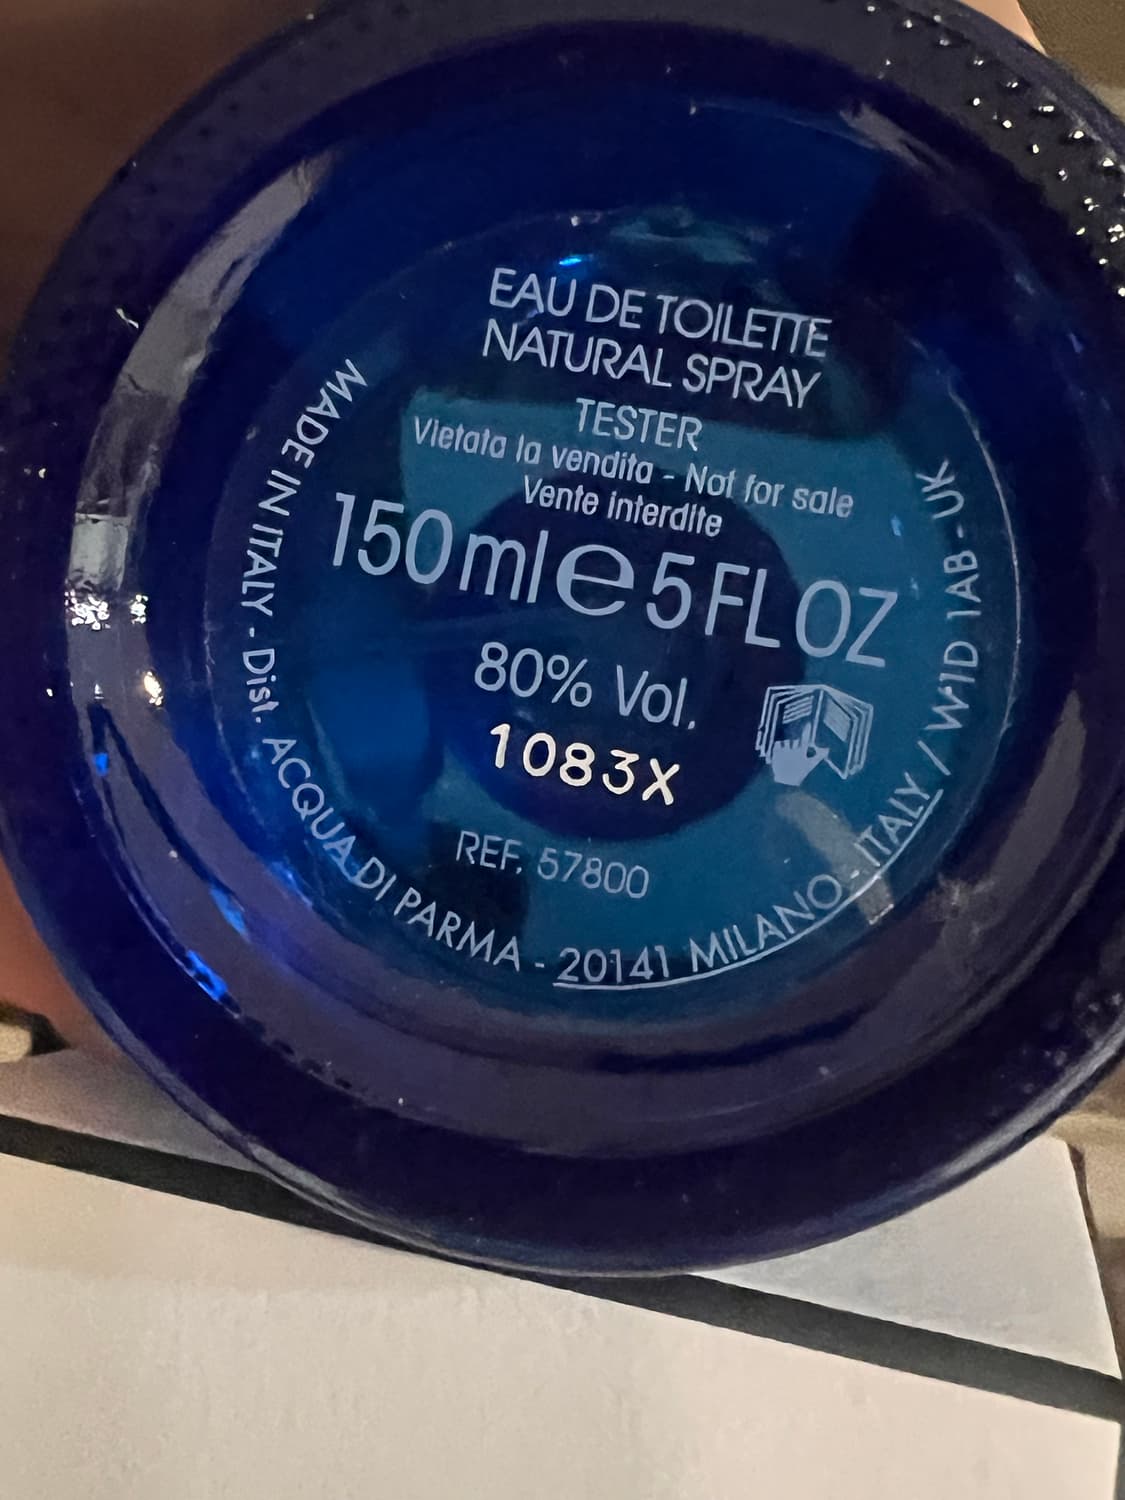 EAU DE TOILETTE
NATURAL SPRAY
TESTER
Vietata la vendita - Not for sale
Vente interdite
150 ml e 5 FL OZ
80% Vol.
1083X
REF. 57800
MADE IN ITALY - Dist. ACQUA DI PARMA - 20141 MILANO - ITALY / W1D 1AB - UK